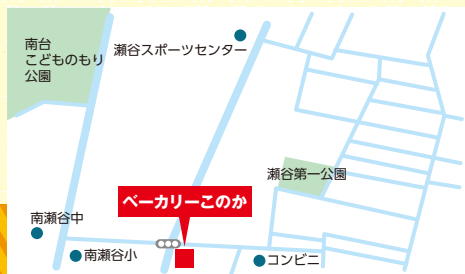 南台
こどものもり
公園
瀬谷スポーツセンター
瀬谷第一公園
ベーカリーこのか
南瀬谷中
南瀬谷小
コンビニ